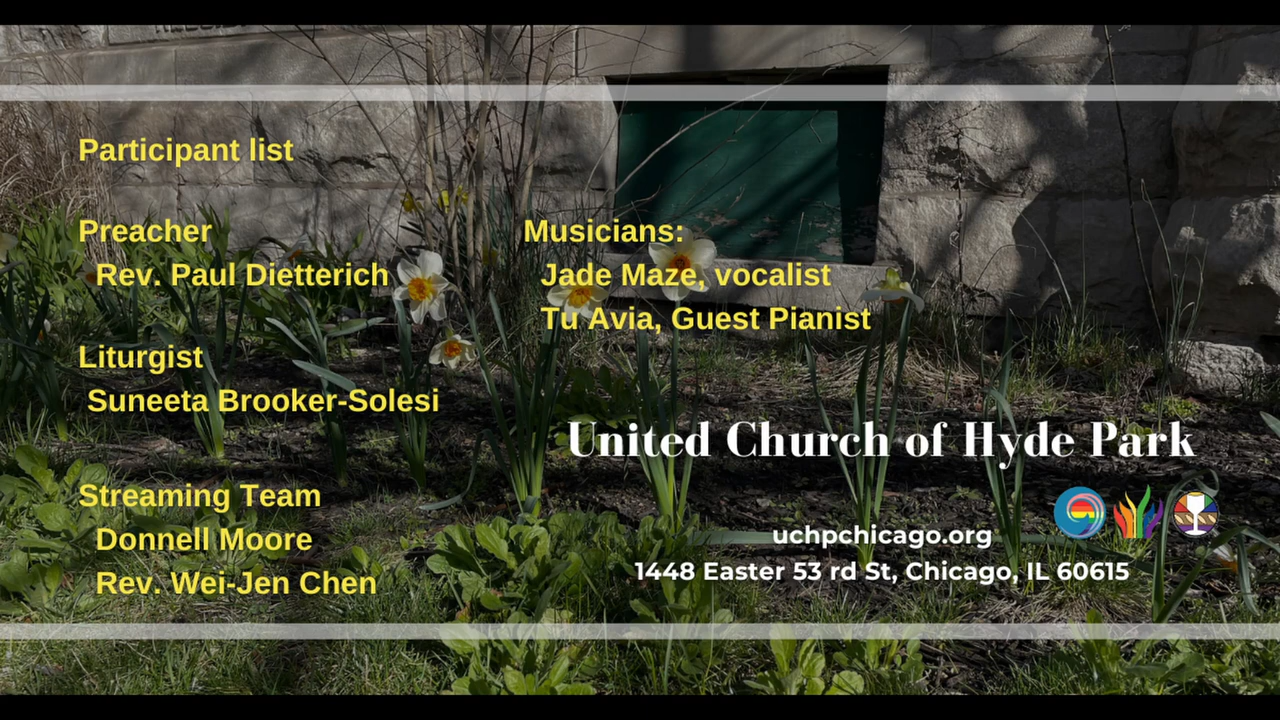 Participant list
Preacher
Rev. Paul Dietterich
Liturgist
Suneeta Brooker-Solesi
Streaming Team
Donnell Moore
Rev. Wei-Jen Chen
Musicians:
Jade Maze, vocalist
Tu Avia, Guest Pianist
United Church of Hyde Park
uchpchicago.org
1448 Easter 53 rd St, Chicago, IL 60615